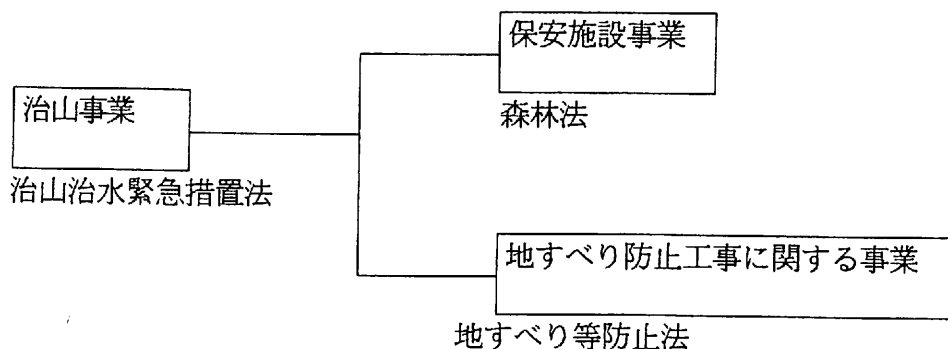 保安施設事業
森林法
治山事業
治山治水緊急措置法
地すべり防止工事に関する事業
地すべり等防止法